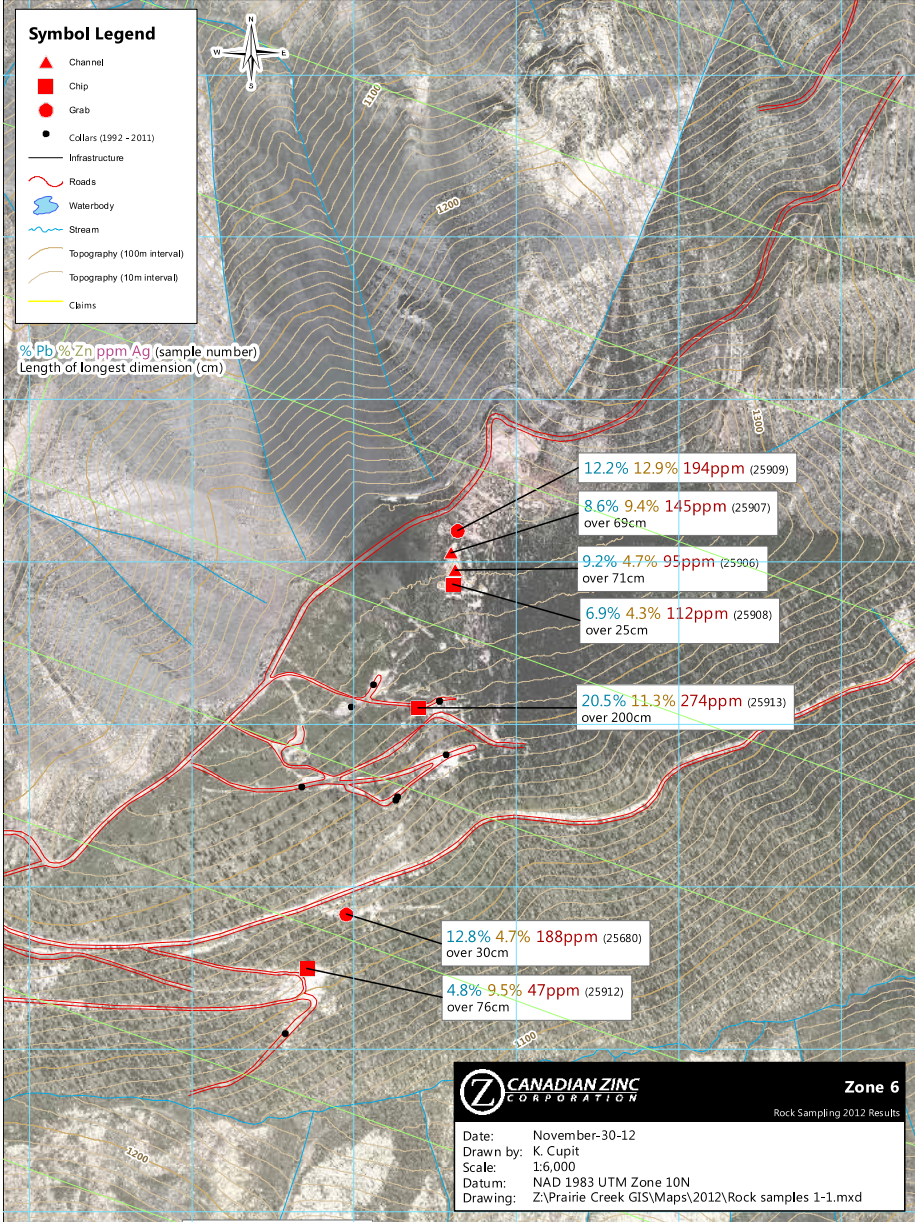 Symbol Legend
Channel
Chip
Grab
Collars (1992 - 2011)
Infrastructure
Roads
Waterbody
Stream
Topography (100m interval)
Topography (10m interval)
Claims
N
W E
S
1100
1200
% Pb % Zn ppm Ag (sample number)
Length of longest dimension (cm)
1300
12.2% 12.9% 194ppm (25909)
8.6% 9.4% 145ppm (25907)
over 69cm
9.2% 4.7% 95ppm (25906)
over 71cm
6.9% 4.3% 112ppm (25908)
over 25cm
20.5% 11.3% 274ppm (25913)
over 200cm
12.8% 4.7% 188ppm (25680)
over 30cm
4.8% 9.5% 47ppm (25912)
over 76cm
1100
1200
Z CANADIAN ZINC
CORPORATION
Zone 6
Rock Sampling 2012 Results
Date: November-30-12
Drawn by: K. Cupit
Scale: 1:6,000
Datum: NAD 1983 UTM Zone 10N
Drawing: Z:\Prairie Creek GIS\Maps\2012\Rock samples 1-1.mxd